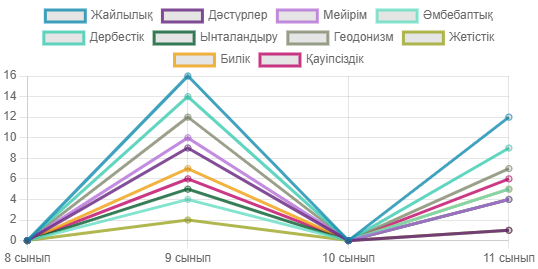 Жайлылық Дәстүрлер Мейірім Әмбебаптық
Дербестік Ынталандыру Геодонизм Жетістік
Билік Қауіпсіздік
16
14
12
10
8
6
4
2
0
8 сынып 9 сынып 10 сынып 11 сынып